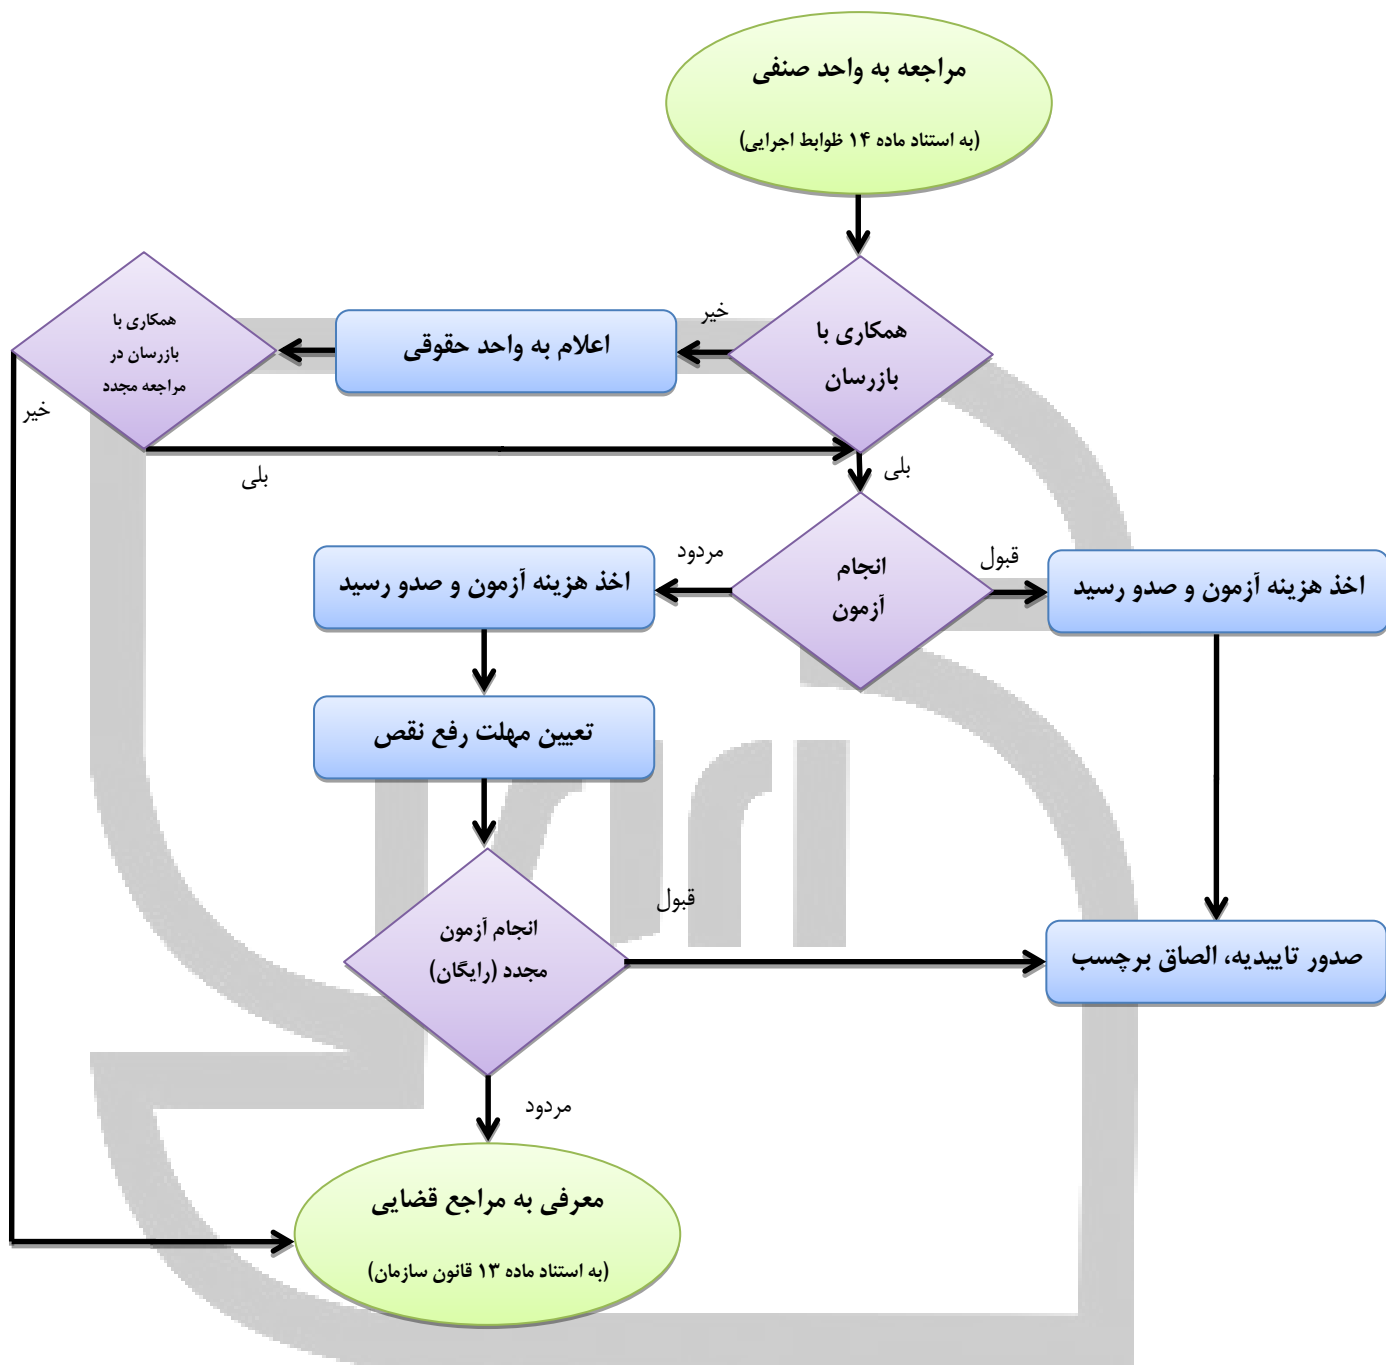 مراجعه به واحد صنفی
(به استناد ماده ۱۴ ظوابط اجرایی)
همکاری با
بازرسان
خیر
اعلام به واحد حقوقی
همکاری با
بازرسان در
مراجعه مجدد
خیر
بلی
بلی
انجام
آزمون
قبول
اخذ هزینه آزمون و صدو رسید
مردود
اخذ هزینه آزمون و صدو رسید
تعیین مهلت رفع نقص
انجام آزمون
مجدد (رایگان)
قبول
صدور تاییدیه، الصاق برچسب
مردود
معرفی به مراجع قضایی
(به استناد ماده ۱۳ قانون سازمان)